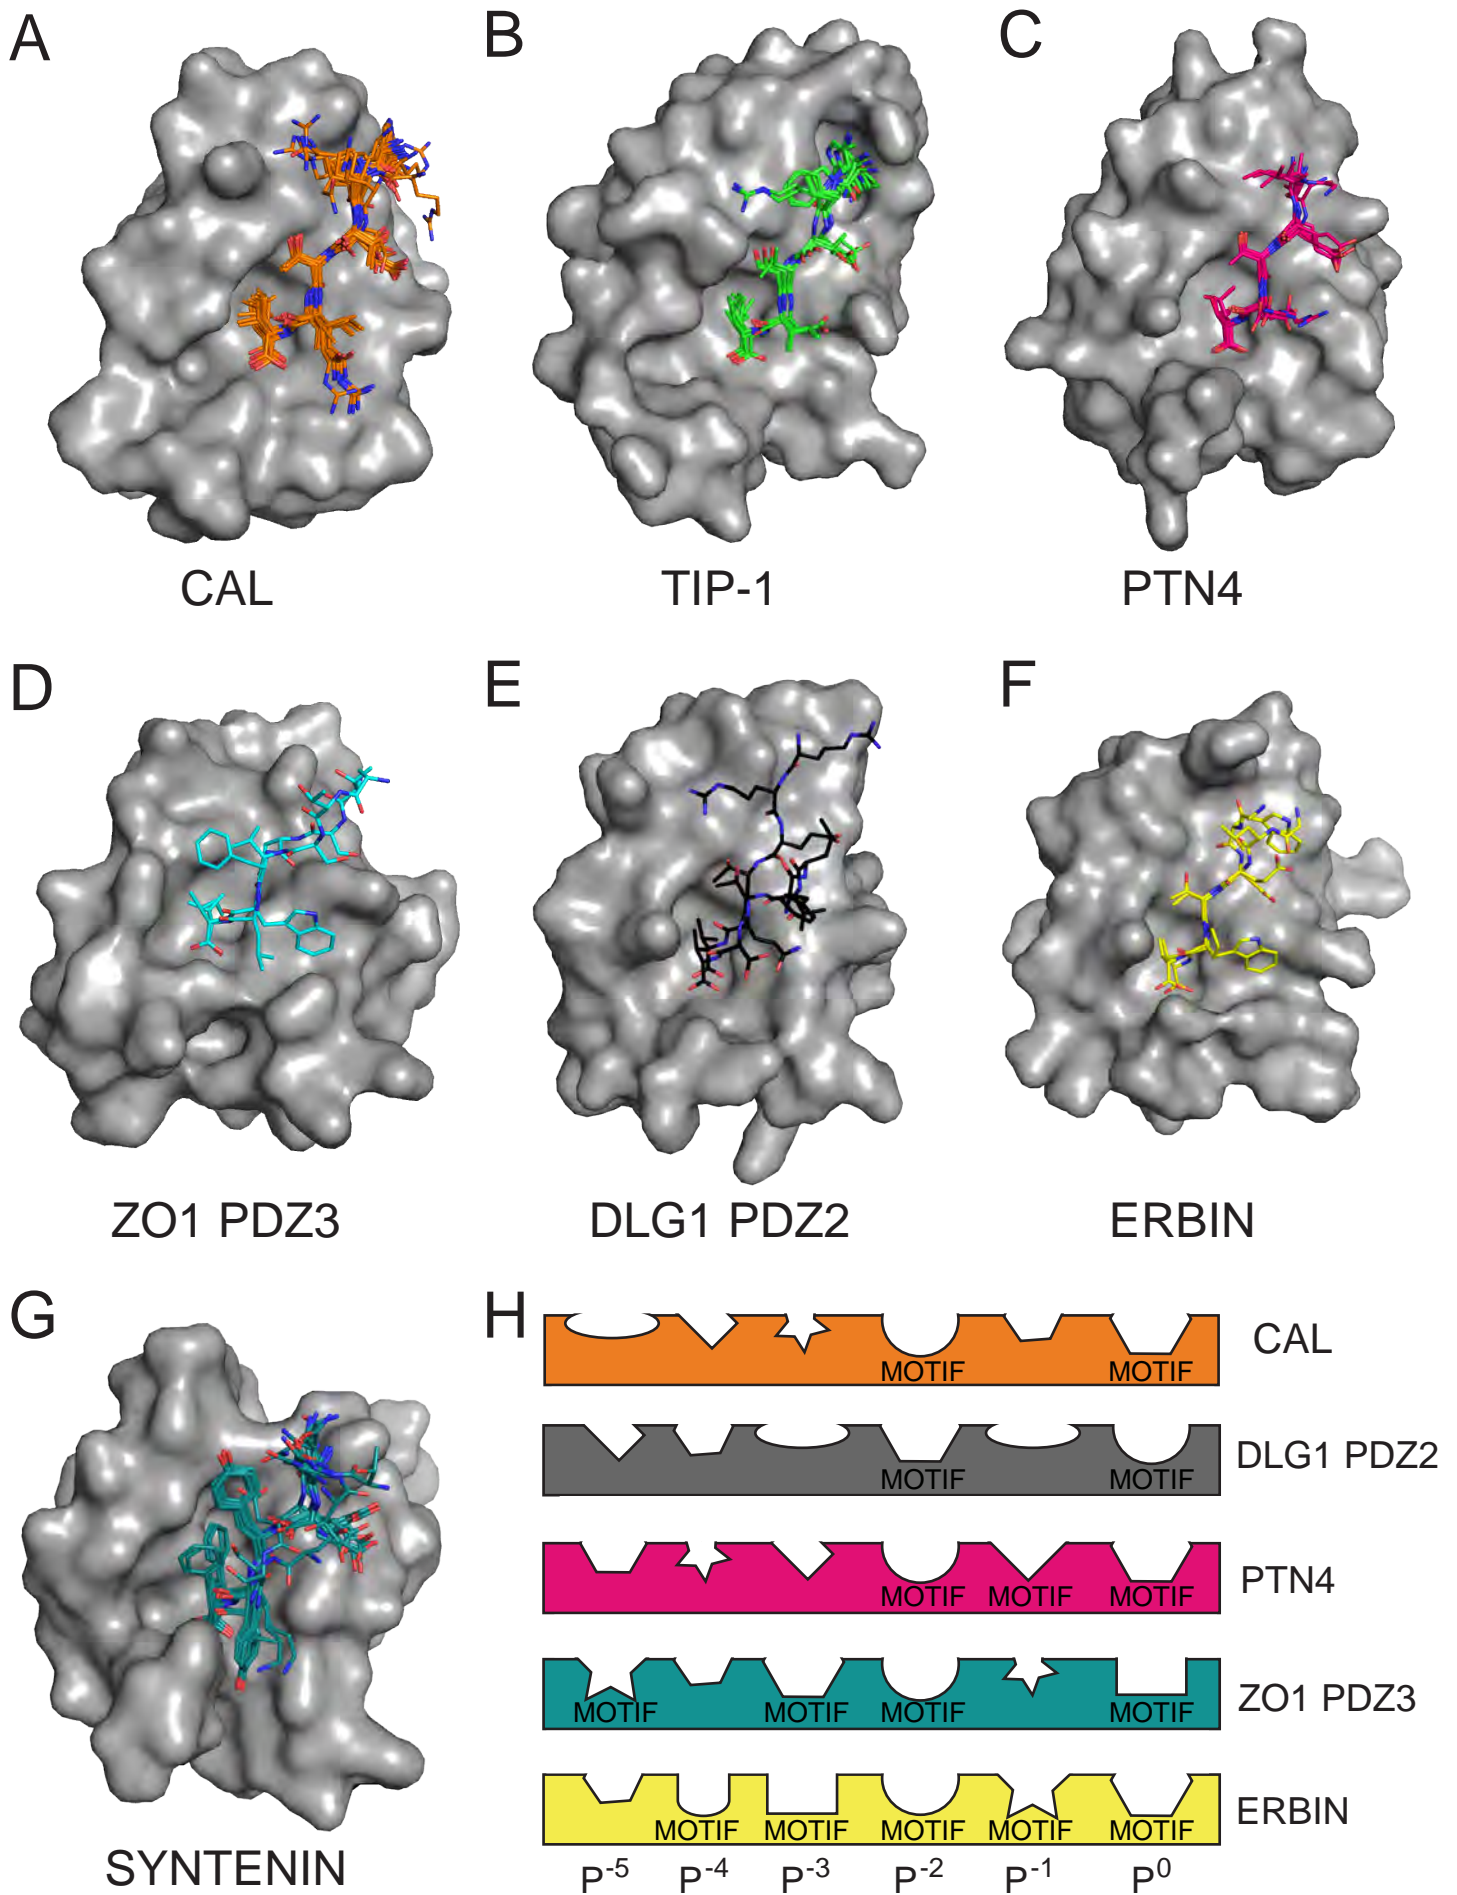 A
B
C
CAL
TIP-1
PTN4
D
E
F
ZO1 PDZ3
DLG1 PDZ2
ERBIN
G
H
MOTIF MOTIF CAL
MOTIF MOTIF DLG1 PDZ2
MOTIF MOTIF MOTIF PTN4
MOTIF MOTIF MOTIF MOTIF ZO1 PDZ3
MOTIF MOTIF MOTIF MOTIF MOTIF ERBIN
P-5 P-4 P-3 P-2 P-1 P0
SYNTENIN